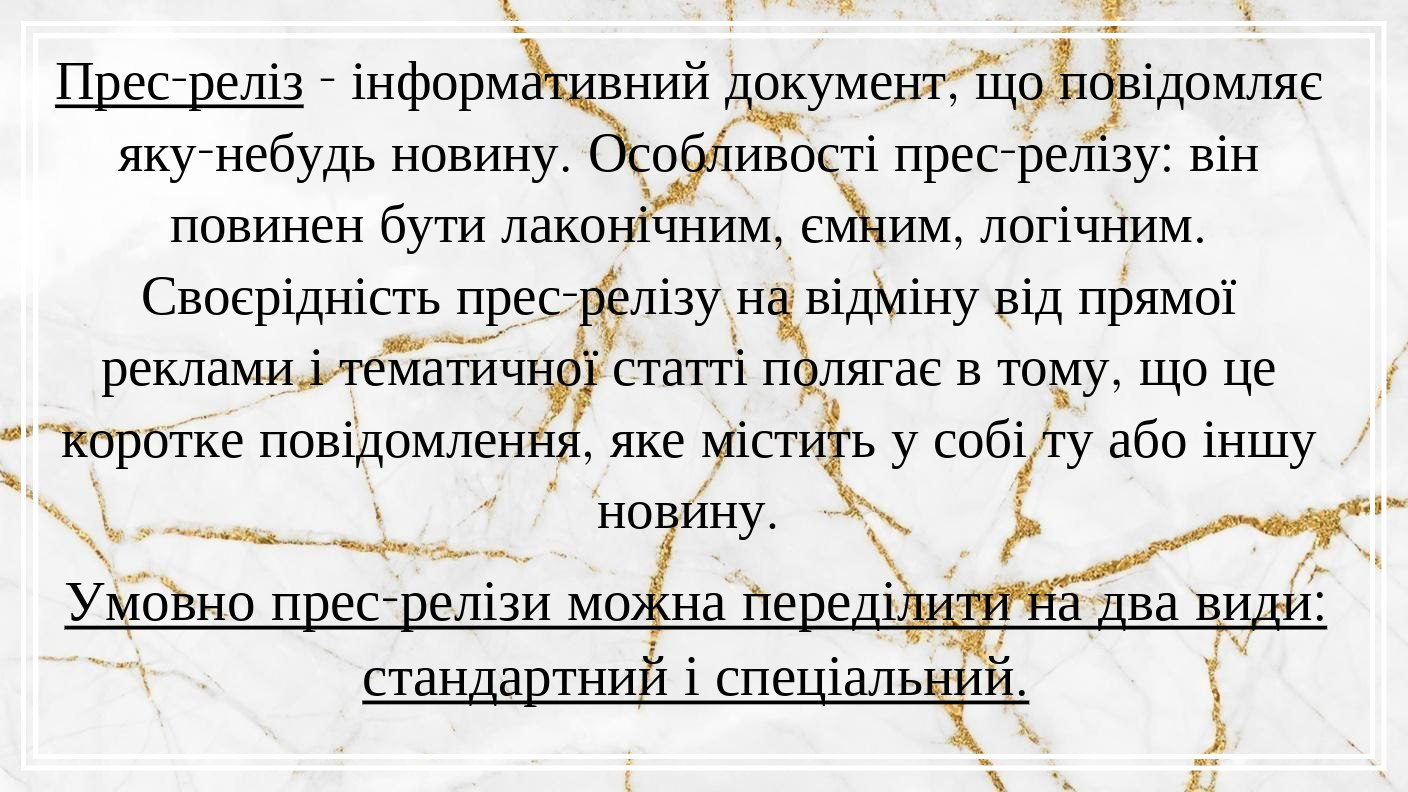 Прес-реліз - інформативний документ, що повідомляє
яку-небудь новину. Особливості прес-релізу: він
повинен бути лаконічним, ємним, логічним.
Своєрідність прес-релізу на відміну від прямої
реклами і тематичної статті полягає в тому, що це
коротке повідомлення, яке містить у собі ту або іншу
новину.
Умовно прес-релізи можна переділити на два види:
стандартний і спеціальний.